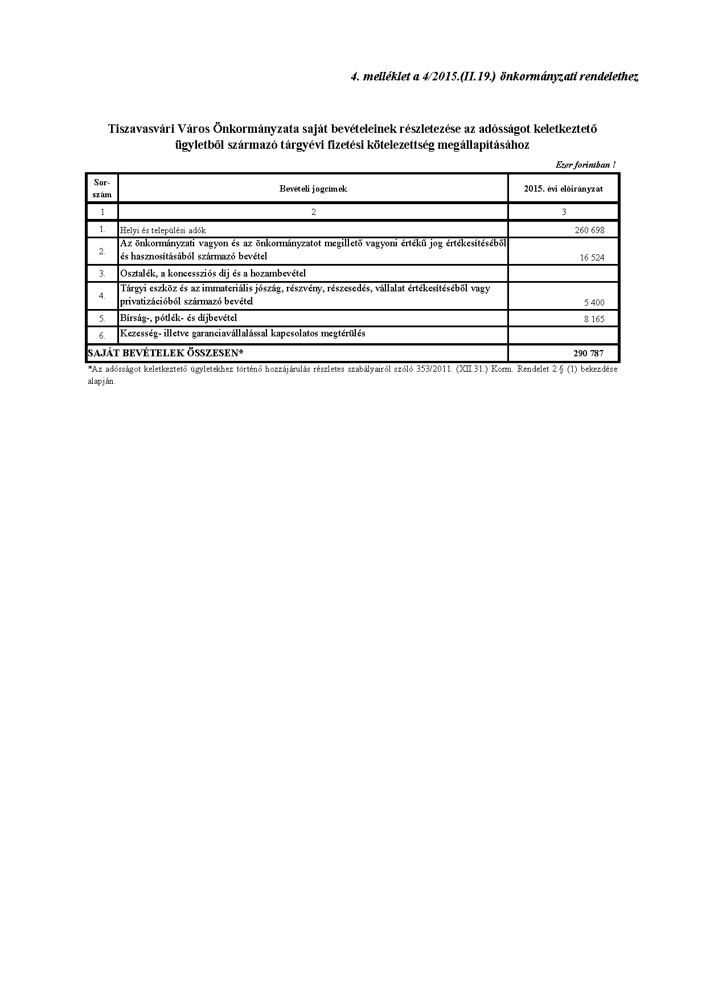 4. melléklet a 4/2015.(II.19.) önkormányzati rendelethez
Tiszavasvári Város Önkormányzata saját bevételeinek részletezése az adósságot keletkeztető
ügyletből származó tárgyévi fizetési kötelezettség megállapításához
Ezer forintban !
Sor-
szám
Bevételi jogcímek
2015. évi előirányzat
1
2
3
1.
Helyi és települési adók
260 698
2.
Az önkormányzati vagyon és az önkormányzatot megillető vagyoni értékű jog értékesítéséből
és hasznosításából származó bevétel
16 524
3.
Osztalék, a koncessziós díj és a hozambevétel
4.
Tárgyi eszköz és az immateriális jószág, részvény, részesedés, vállalat értékesítéséből vagy
privatizációból származó bevétel
5 400
5.
Bírság-, pótlék- és díjbevétel
8 165
6.
Kezesség- illetve garanciavállalással kapcsolatos megtérülés
SAJÁT BEVÉTELEK ÖSSZESEN*
290 787
*Az adósságot keletkeztető ügyletekhez történő hozzájárulás részletes szabályairól szóló 353/2011. (XII.31.) Korm. Rendelet 2.§ (1) bekezdése
alapján.